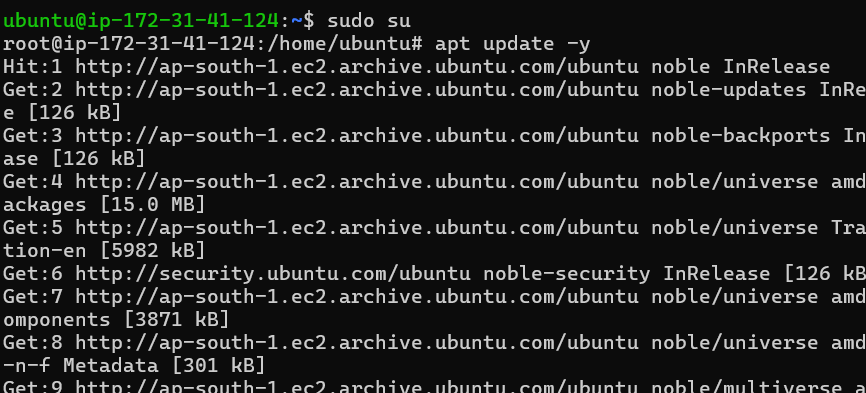 ubuntu@ip-172-31-41-124:~$ sudo su
root@ip-172-31-41-124:/home/ubuntu# apt update -y
Hit:1 http://ap-south-1.ec2.archive.ubuntu.com/ubuntu noble InRelease
Get:2 http://ap-south-1.ec2.archive.ubuntu.com/ubuntu noble-updates InRe
e [126 kB]
Get:3 http://ap-south-1.ec2.archive.ubuntu.com/ubuntu noble-backports In
ase [126 kB]
Get:4 http://ap-south-1.ec2.archive.ubuntu.com/ubuntu noble/universe amd
ackages [15.0 MB]
Get:5 http://ap-south-1.ec2.archive.ubuntu.com/ubuntu noble/universe Tra
tion-en [5982 kB]
Get:6 http://security.ubuntu.com/ubuntu noble-security InRelease [126 kB
Get:7 http://ap-south-1.ec2.archive.ubuntu.com/ubuntu noble/universe amd
omponents [3871 kB]
Get:8 http://ap-south-1.ec2.archive.ubuntu.com/ubuntu noble/universe amd
-n-f Metadata [301 kB]
Get:9 http://ap-south-1.ec2.archive.ubuntu.com/ubuntu noble/multiverse a